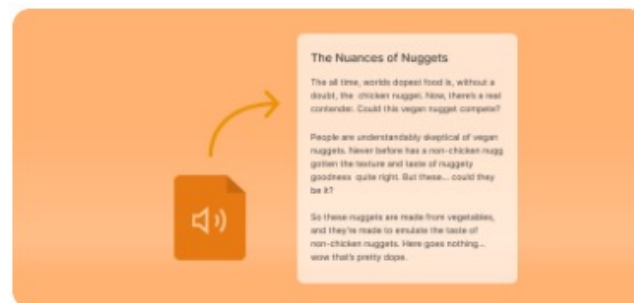 The Nuances of Nuggets
The all time, worlds dopest food is, without a
doubt, the chicken nugget. Now, there's a real
contender. Could this vegan nugget compete?
People are understandably skeptical of vegan
nuggets. Never before has a non-chicken nugg
gotten the texture and taste of nuggety
goodness quite right. But these... could they
be it?
So these nuggets are made from vegetables,
and they're made to emulate the taste of
non-chicken nuggets. Here goes nothing...
wow that's pretty dope.